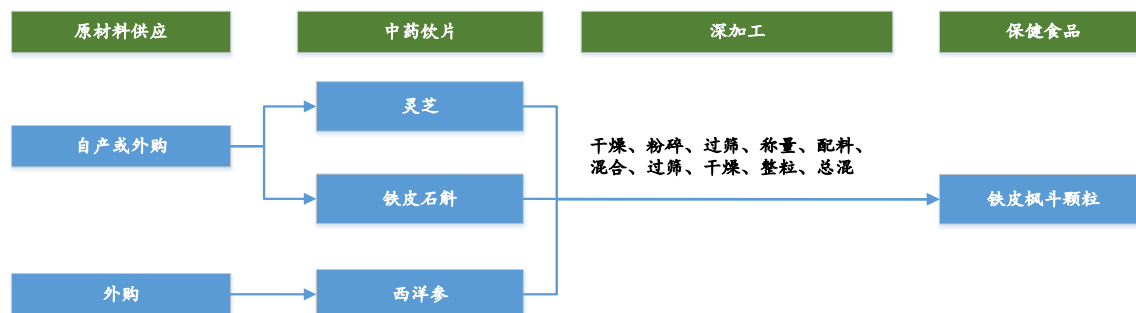 原材料供应
中药饮片
深加工
保健食品
灵芝
自产或外购
干燥、粉碎、过筛、称量、配料、
混合、过筛、干燥、整粒、总混
铁皮石斛
铁皮枫斗颗粒
外购
西洋参